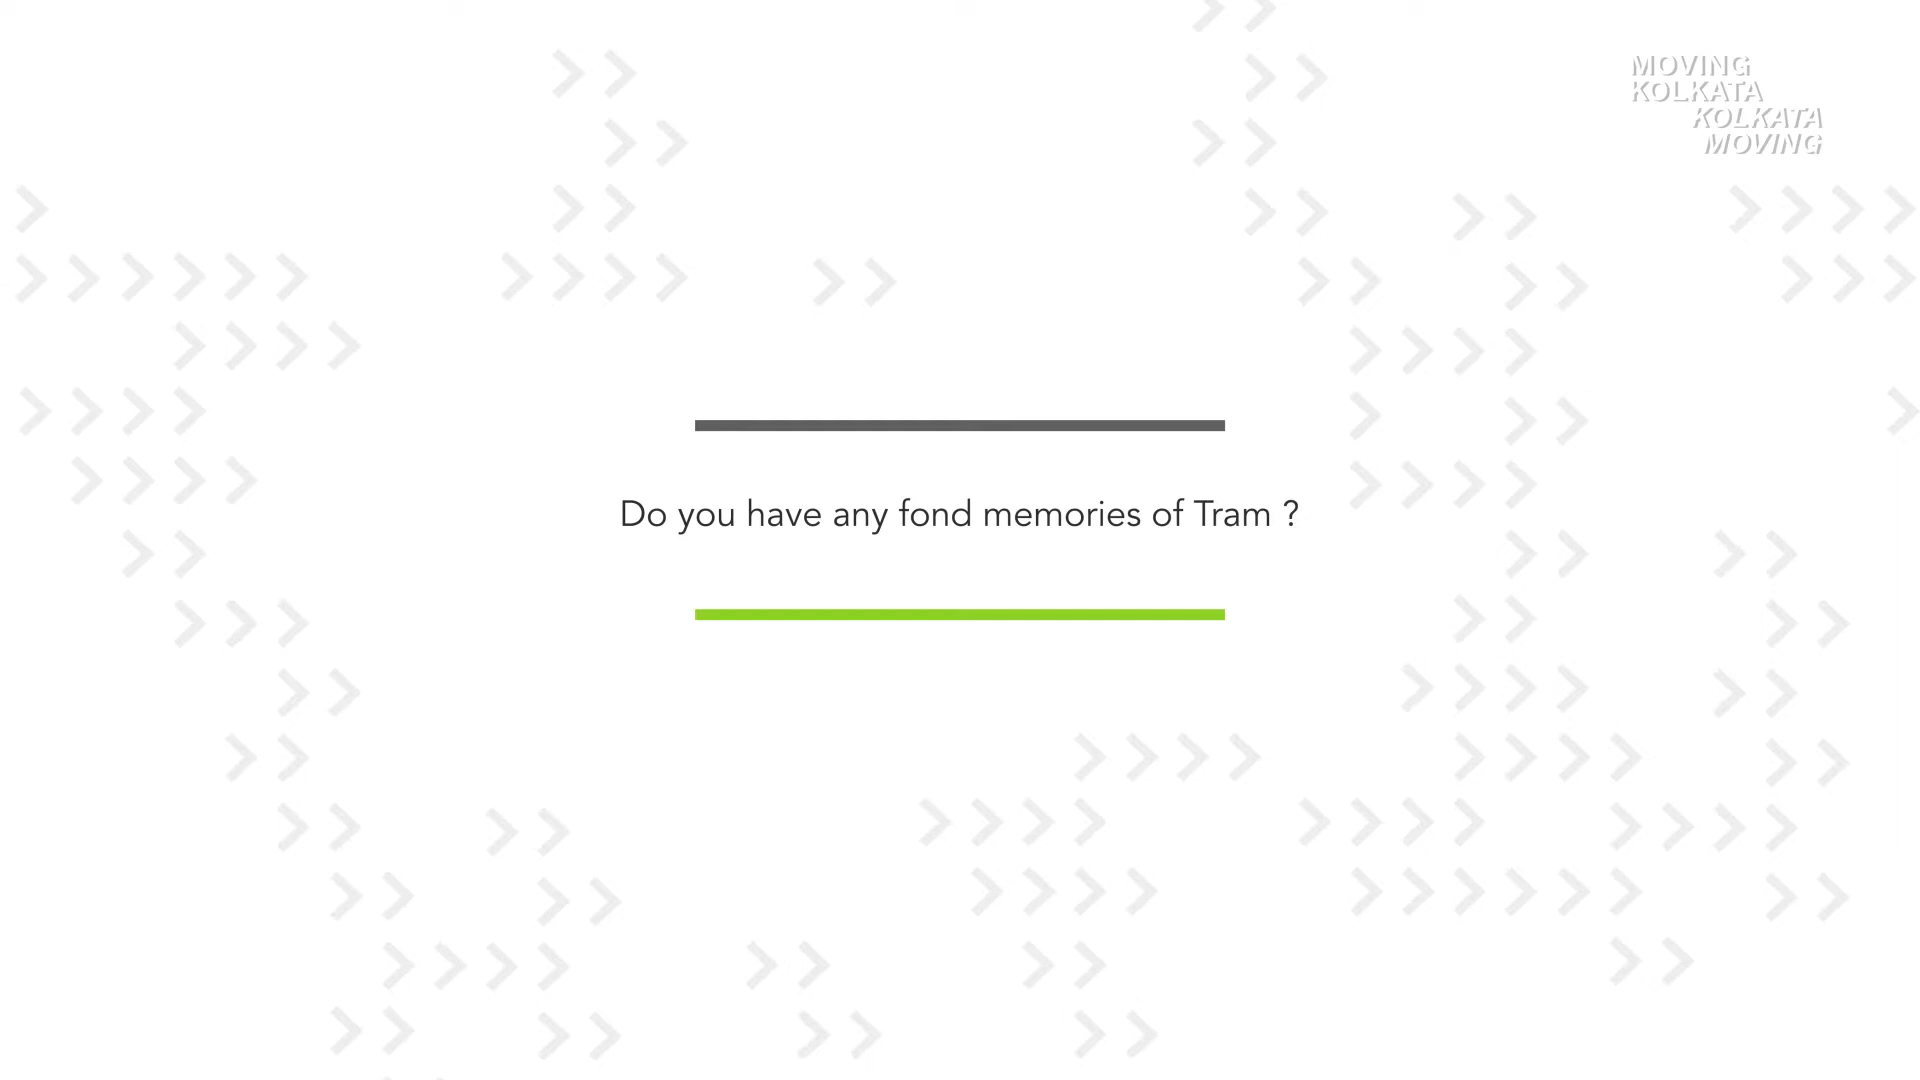 MOVING
KOLKATA
KOLKATA
MOVING
Do you have any fond memories of Tram ?